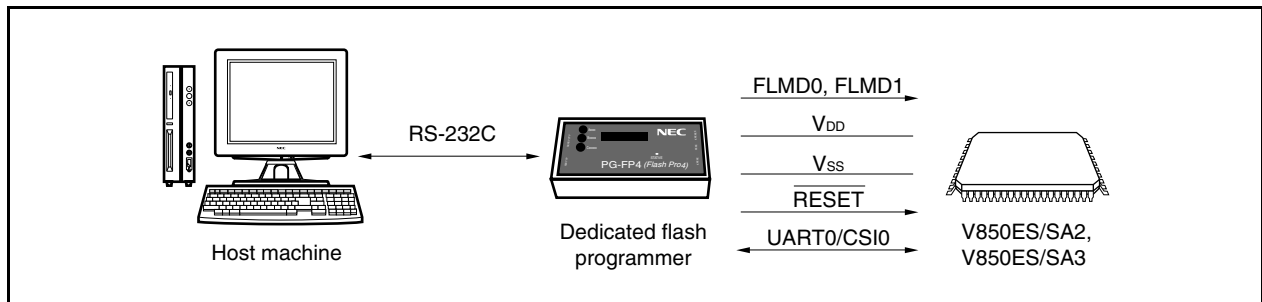 RS-232C
Host machine
NEC
PG-FP4 (Flash Pro4)
Dedicated flash
programmer
FLMD0, FLMD1
VDD
VSS
RESET
UART0/CSI0
V850ES/SA2,
V850ES/SA3